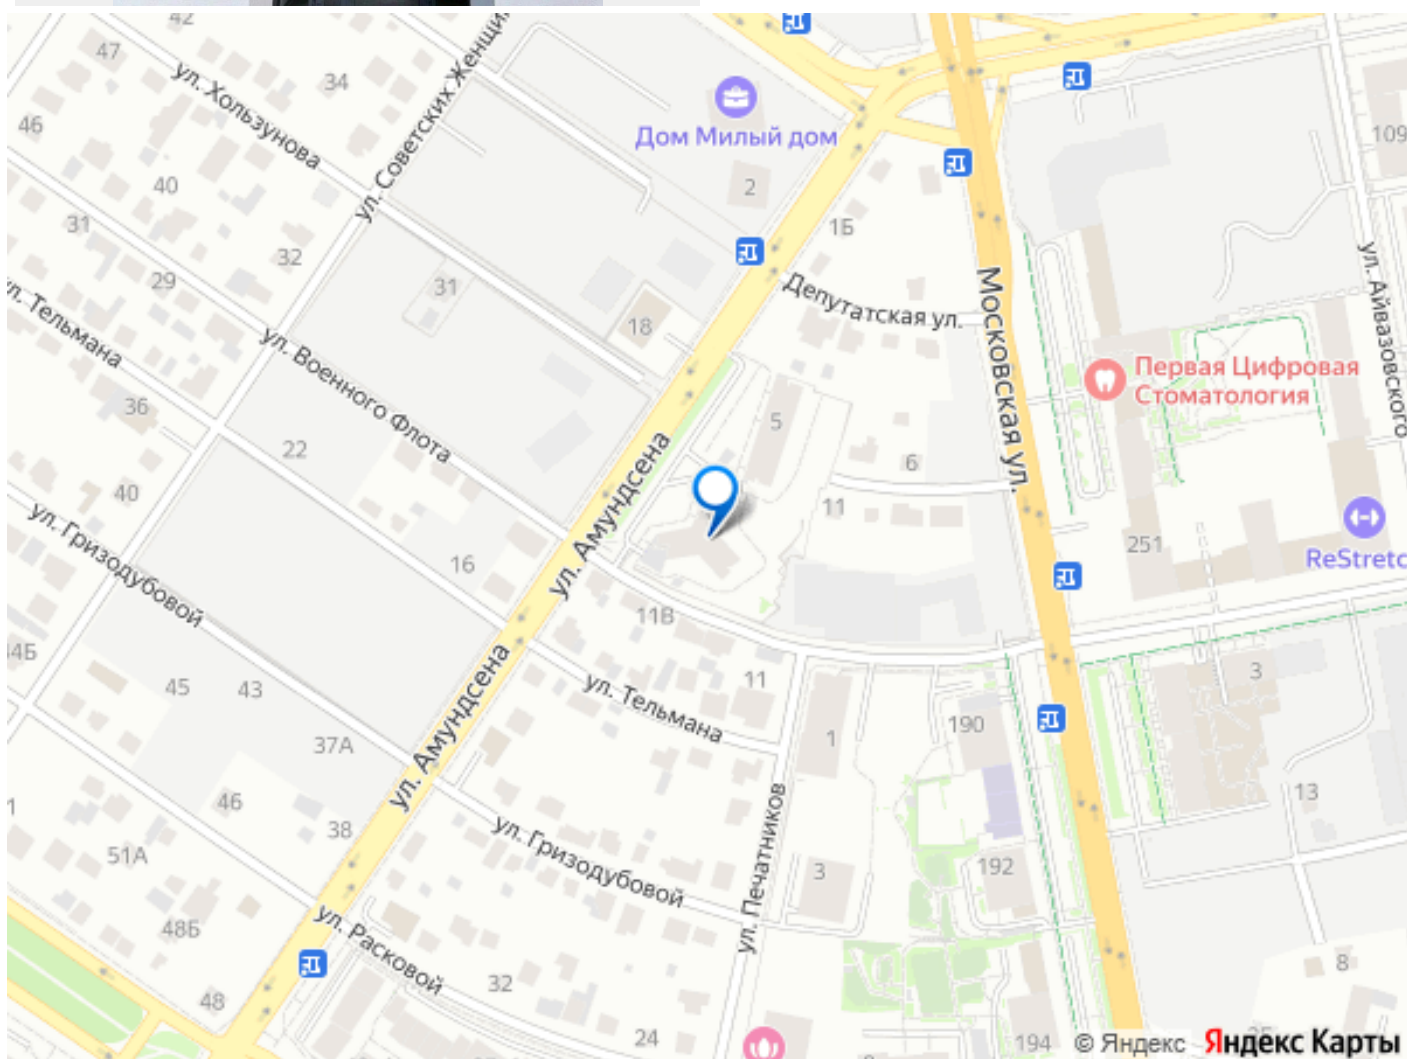 42
47
34
ул. Хользунова
46
40
ул. Советских Женщи
Дом Милый дом
2
109
1Б
31
32
29
31
18
Депутатская ул.
ул. Айвазовского
Московская ул.
ул. Тельмана
ул. Военного Флота
Первая Цифровая
Стоматология
36
22
5
6
40
11
ул. Амундсена
ул. Гризодубовой
16
251
ReStretc
11В
44Б
45
43
11
ул. Тельмана
3
190
1
ул. Амундсена
37А
46
38
13
51А
ул. Гризодубовой
ул. Печатников
3
192
48Б
ул. Расковой
32
8
48
24
194
© Яндекс
Яндекс Карты